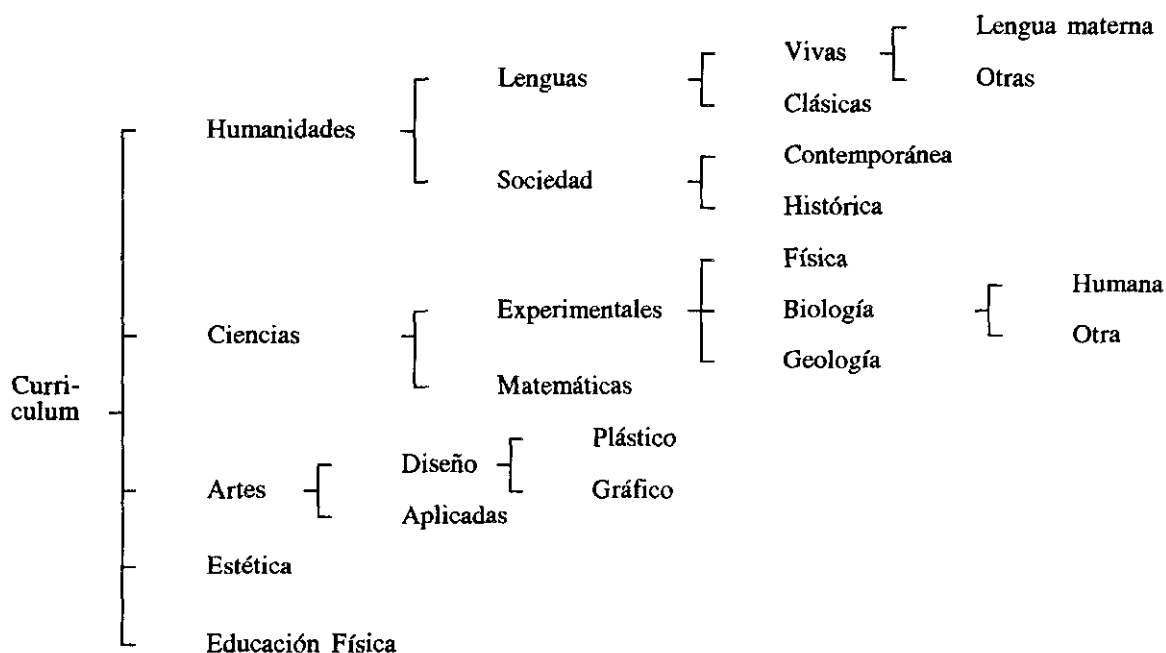 Lengua materna
Vivas
Lenguas
Otras
Clásicas
Humanidades
Contemporánea
Sociedad
Histórica
Física
Humana
Experimentales
Biología
Ciencias
Otra
Geología
Matemáticas
Curri-
culum
Plástico
Diseño
Artes
Gráfico
Aplicadas
Estética
Educación Física